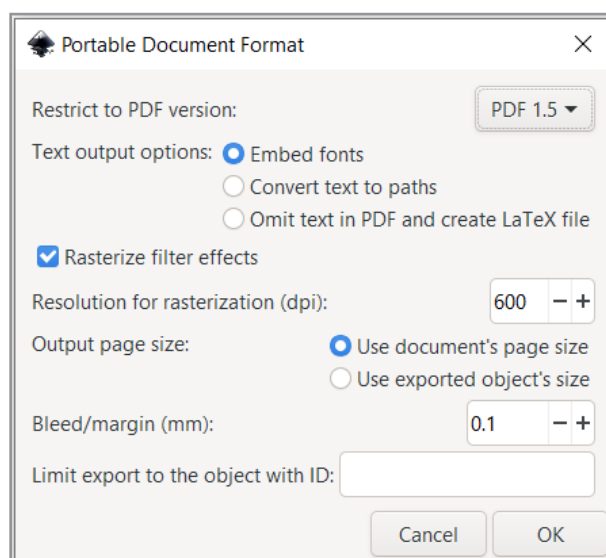 Portable Document Format
Restrict to PDF version: PDF 1.5
Text output options: Embed fonts
Convert text to paths
Omit text in PDF and create LaTeX file
Rasterize filter effects
Resolution for rasterization (dpi): 600 − +
Output page size: Use document's page size
Use exported object's size
Bleed/margin (mm): 0.1 − +
Limit export to the object with ID:
Cancel OK